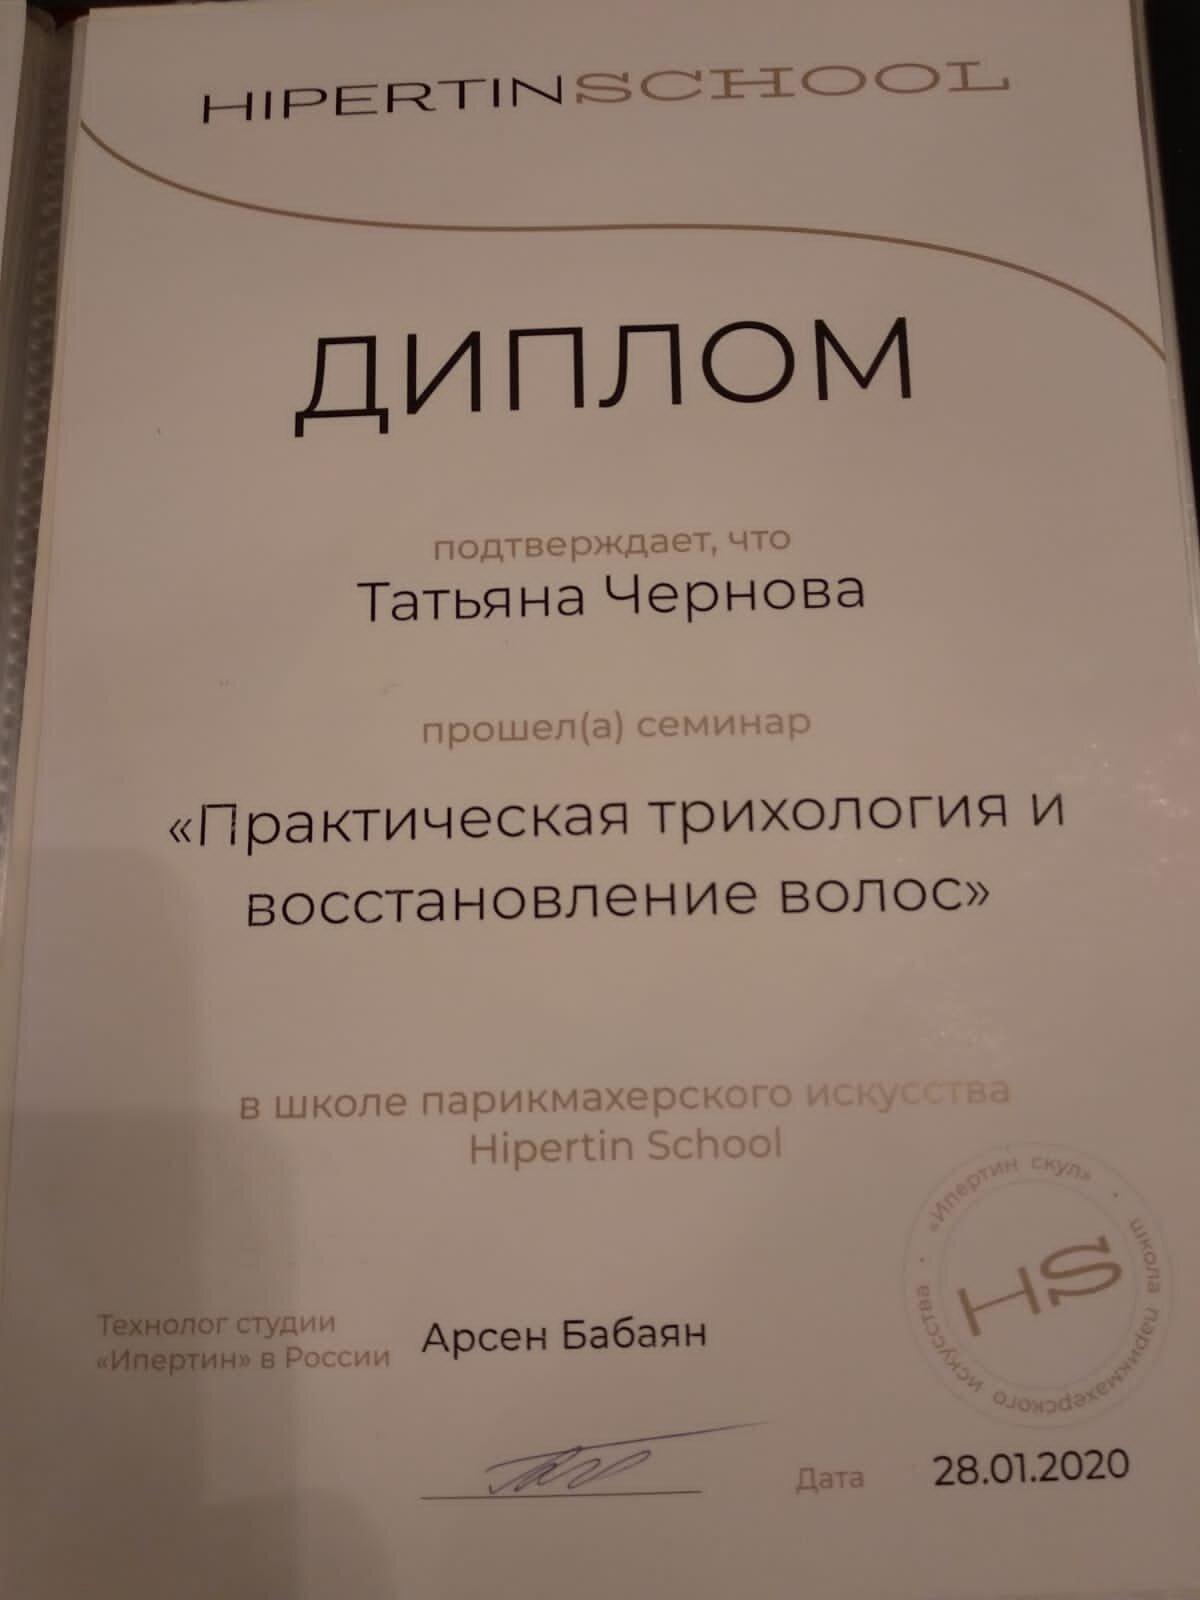 HIPERTINSCHOOL
ДИПЛОМ
подтверждает, что
Татьяна Чернова
прошел(а) семинар
«Практическая трихология и
восстановление волос»
в школе парикмахерского искусства
Hipertin School
«Ипертин скул» · школа парикмахерского искусства ·
HS
Технолог студии
«Ипертин» в России
Арсен Бабаян
Дата 28.01.2020